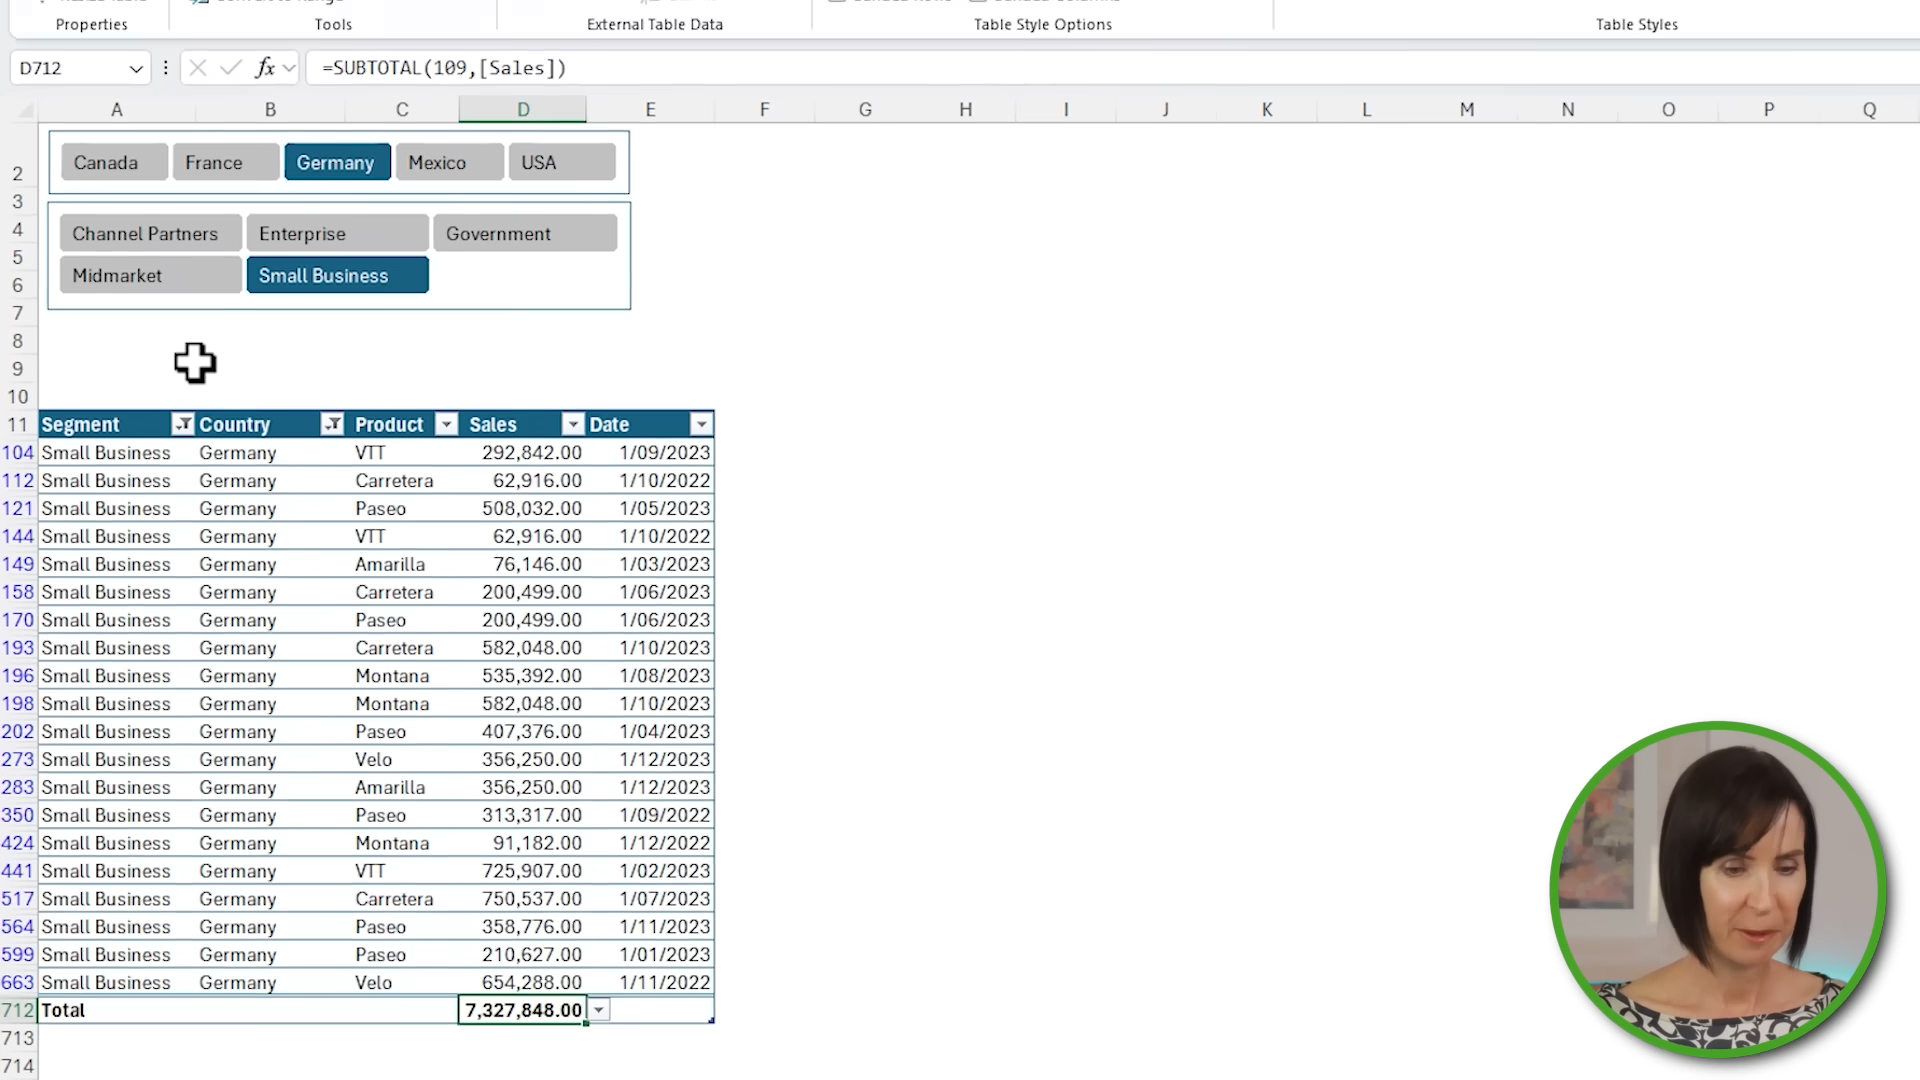 Properties Tools External Table Data Table Style Options Table Styles
D712 fx =SUBTOTAL(109,[Sales])
A B C D E F G H I J K L M N O P Q
2 Canada France Germany Mexico USA
3
4 Channel Partners Enterprise Government
5
6 Midmarket Small Business
7
8
9
10
11 Segment Country Product Sales Date
104 Small Business Germany VTT 292,842.00 1/09/2023
112 Small Business Germany Carretera 62,916.00 1/10/2022
121 Small Business Germany Paseo 508,032.00 1/05/2023
144 Small Business Germany VTT 62,916.00 1/10/2022
149 Small Business Germany Amarilla 76,146.00 1/03/2023
158 Small Business Germany Carretera 200,499.00 1/06/2023
170 Small Business Germany Paseo 200,499.00 1/06/2023
193 Small Business Germany Carretera 582,048.00 1/10/2023
196 Small Business Germany Montana 535,392.00 1/08/2023
198 Small Business Germany Montana 582,048.00 1/10/2023
202 Small Business Germany Paseo 407,376.00 1/04/2023
273 Small Business Germany Velo 356,250.00 1/12/2023
283 Small Business Germany Amarilla 356,250.00 1/12/2023
350 Small Business Germany Paseo 313,317.00 1/09/2022
424 Small Business Germany Montana 91,182.00 1/12/2022
441 Small Business Germany VTT 725,907.00 1/02/2023
517 Small Business Germany Carretera 750,537.00 1/07/2023
564 Small Business Germany Paseo 358,776.00 1/11/2023
599 Small Business Germany Paseo 210,627.00 1/01/2023
663 Small Business Germany Velo 654,288.00 1/11/2022
712 Total 7,327,848.00
713
714